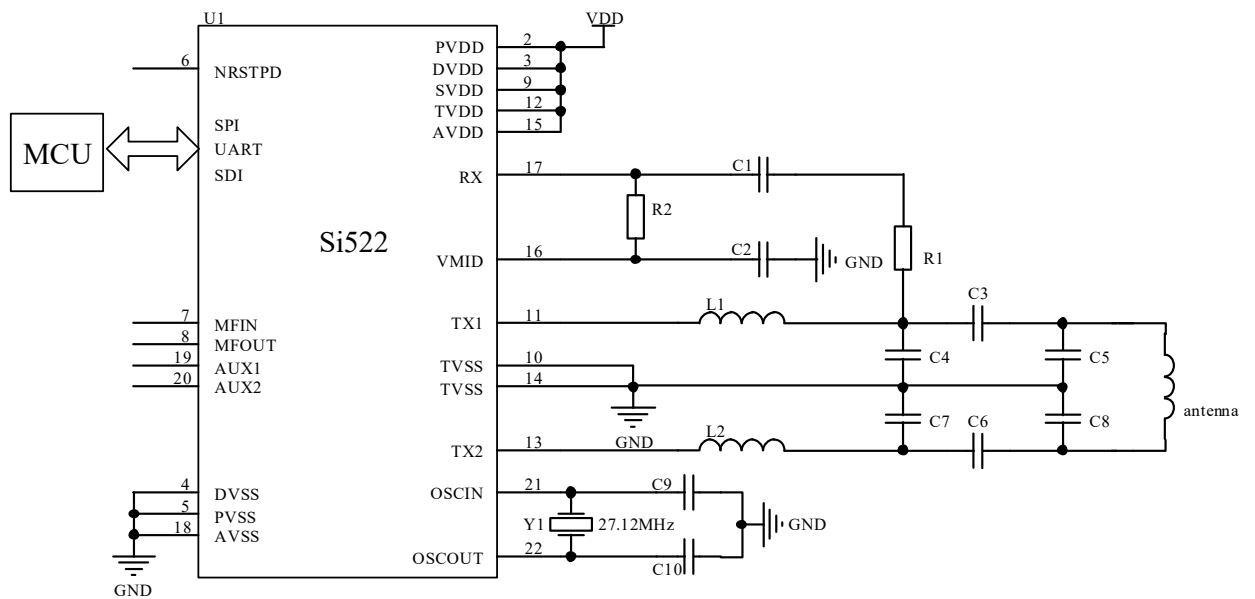 U1
VDD
PVDD 2
6 NRSTPD
DVDD 3
SVDD 9
TVDD 12
AVDD 15
MCU
SPI
UART
SDI
RX 17
C1
R2
Si522
VMID 16
C2
GND
R1
7 MFIN
8 MFOUT
19 AUX1
20 AUX2
TX1 11
L1
C3
TVSS 10
TVSS 14
C4
C5
GND
C7
C6
C8
antenna
TX2 13
L2
4 DVSS
5 PVSS
18 AVSS
GND
OSCIN 21
C9
Y1
27.12MHz
GND
OSCOUT 22
C10